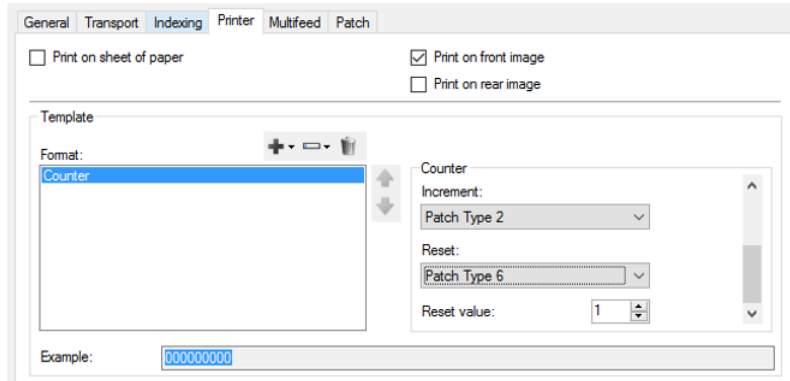 General Transport Indexing Printer Multifeed Patch
Print on sheet of paper
Print on front image
Print on rear image
Template
Format:
Counter
Counter
Increment:
Patch Type 2
Reset:
Patch Type 6
Reset value: 1
Example: 000000000